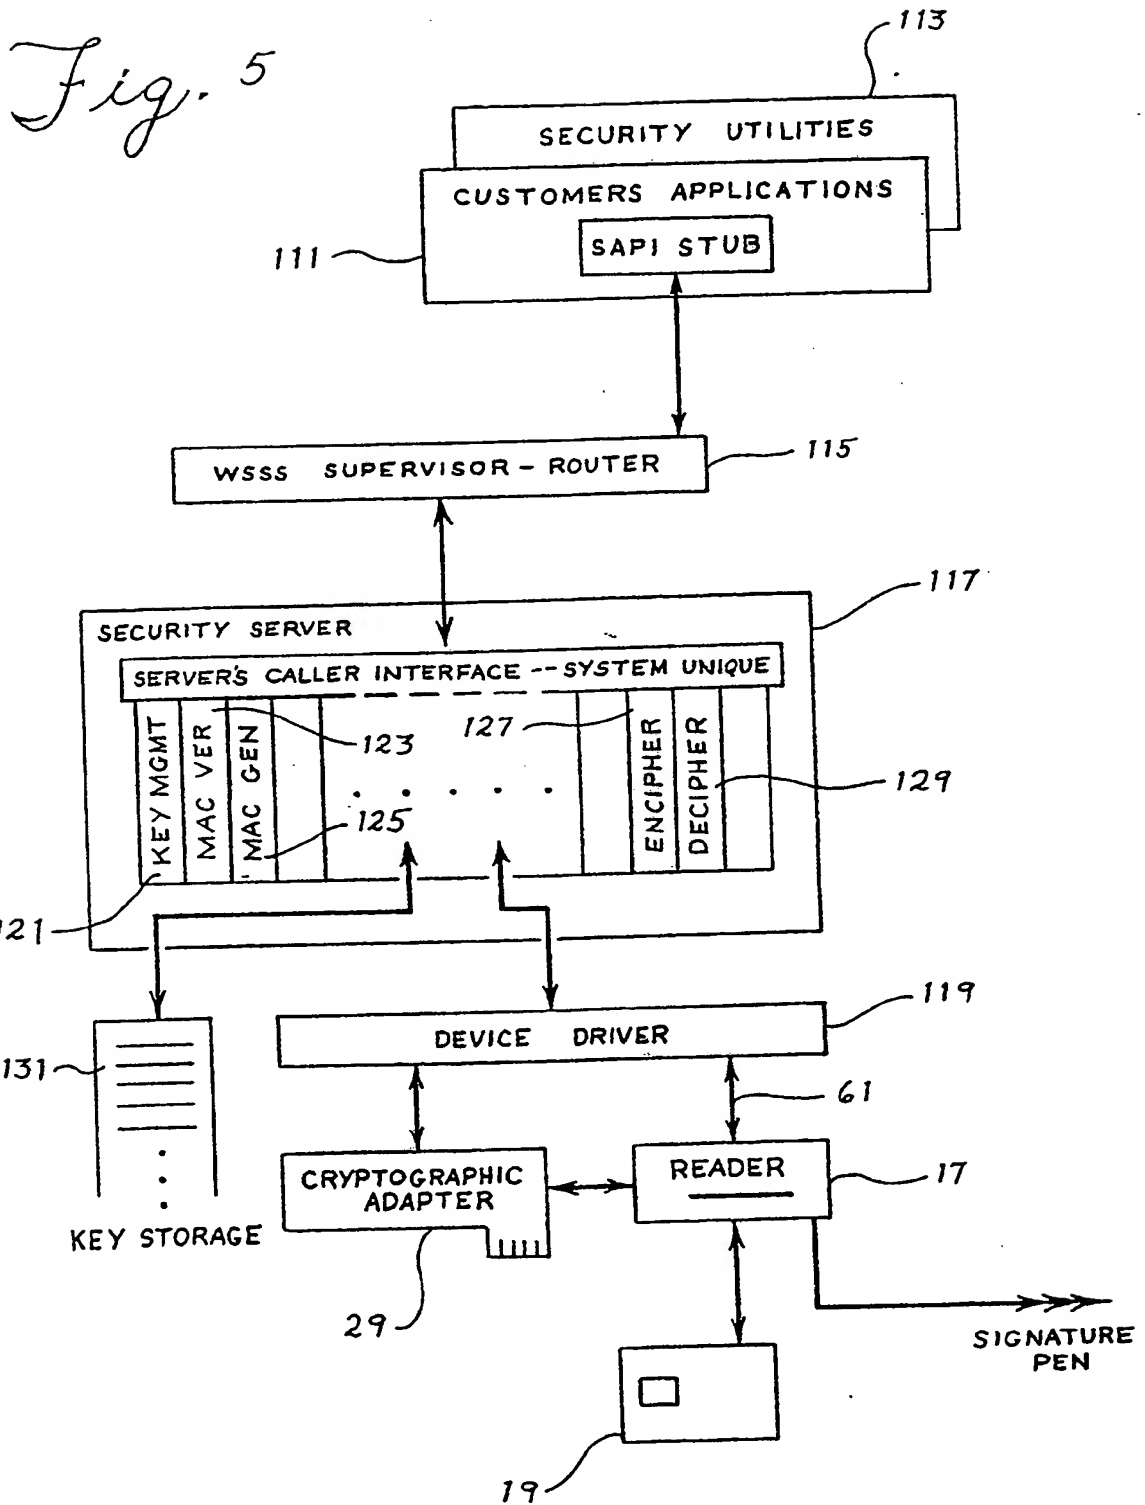 Fig. 5
113
SECURITY UTILITIES
CUSTOMERS APPLICATIONS
111
SAPI STUB
WSSS SUPERVISOR - ROUTER
115
117
SECURITY SERVER
SERVER'S CALLER INTERFACE -- SYSTEM UNIQUE
KEY MGMT
MAC VER
MAC GEN
123
125
127
ENCIPHER
DECIPHER
129
121
119
DEVICE DRIVER
131
61
CRYPTOGRAPHIC
ADAPTER
READER
17
KEY STORAGE
29
SIGNATURE
PEN
19